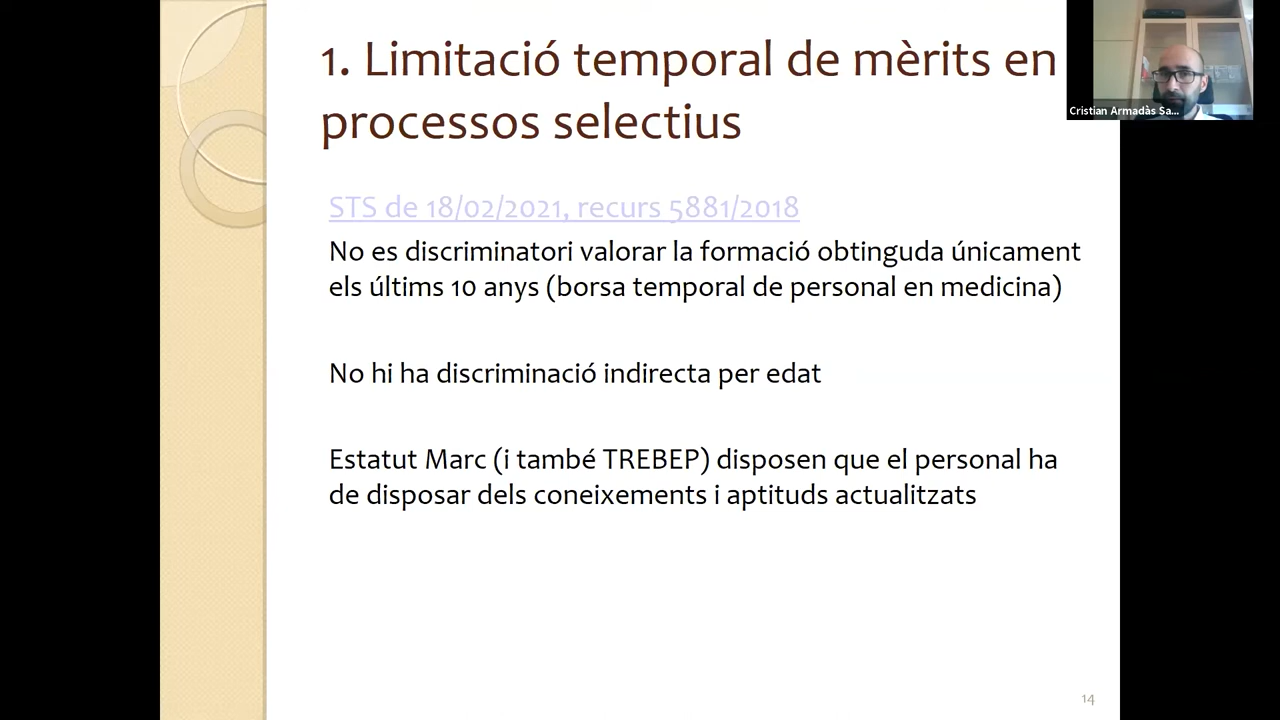 1. Limitació temporal de mèrits en
processos selectius
Cristian Armadàs Sa...
STS de 18/02/2021, recurs 5881/2018
No es discriminatori valorar la formació obtinguda únicament
els últims 10 anys (borsa temporal de personal en medicina)
No hi ha discriminació indirecta per edat
Estatut Marc (i també TREBEP) disposen que el personal ha
de disposar dels coneixements i aptituds actualitzats
14